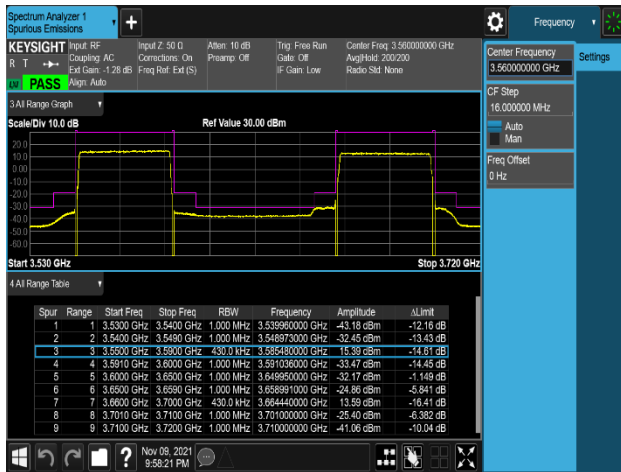 Spectrum Analyzer 1
Spurious Emissions
Frequency
KEYSIGHT
R T
PASS
Input: RF
Coupling: AC
Ext Gain: -1.28 dB
Align: Auto
Input Z: 50 Ω
Corrections: On
Freq Ref: Ext (S)
Atten: 10 dB
Preamp: Off
Trig: Free Run
Gate: Off
IF Gain: Low
Center Freq: 3.560000000 GHz
Avg|Hold: 200/200
Radio Std: None
Center Frequency
3.560000000 GHz
Settings
CF Step
16.000000 MHz
Auto
Man
Freq Offset
0 Hz
3 All Range Graph
Scale/Div 10.0 dB
Ref Value 30.00 dBm
20.0
10.0
0.00
-10.0
-20.0
-30.0
-40.0
-50.0
-60.0
Start 3.530 GHz
Stop 3.720 GHz
4 All Range Table
Spur Range Start Freq Stop Freq RBW Frequency Amplitude ΔLimit
1 1 3.5300 GHz 3.5400 GHz 1.000 MHz 3.539960000 GHz -43.18 dBm -12.16 dB
2 2 3.5400 GHz 3.5490 GHz 1.000 MHz 3.548973000 GHz -32.45 dBm -13.43 dB
3 3 3.5500 GHz 3.5900 GHz 430.0 kHz 3.585480000 GHz 15.39 dBm -14.61 dB
4 4 3.5910 GHz 3.6000 GHz 1.000 MHz 3.591036000 GHz -33.47 dBm -14.45 dB
5 5 3.6000 GHz 3.6500 GHz 1.000 MHz 3.649950000 GHz -32.17 dBm -1.149 dB
6 6 3.6500 GHz 3.6590 GHz 1.000 MHz 3.658991000 GHz -24.86 dBm -5.841 dB
7 7 3.6600 GHz 3.7000 GHz 430.0 kHz 3.664440000 GHz 13.59 dBm -16.41 dB
8 8 3.7010 GHz 3.7100 GHz 1.000 MHz 3.701000000 GHz -25.40 dBm -6.382 dB
9 9 3.7100 GHz 3.7200 GHz 1.000 MHz 3.710000000 GHz -41.06 dBm -10.04 dB
?
Nov 09, 2021
9:58:21 PM